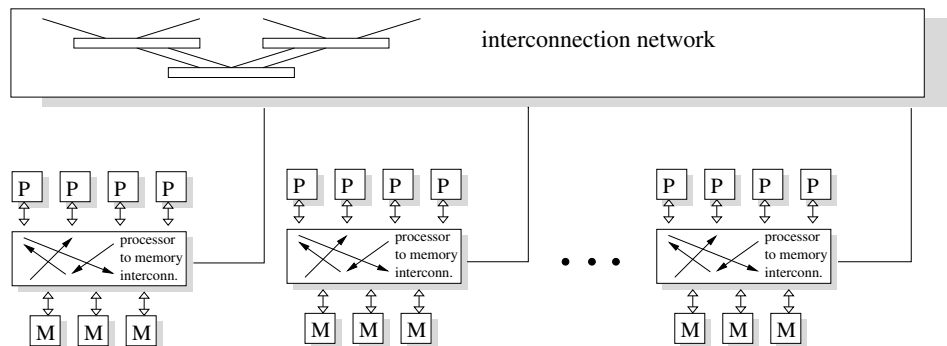 interconnection network
P P P P
processor
to memory
interconn.
M M M
P P P P
processor
to memory
interconn.
M M M
P P P P
processor
to memory
interconn.
M M M